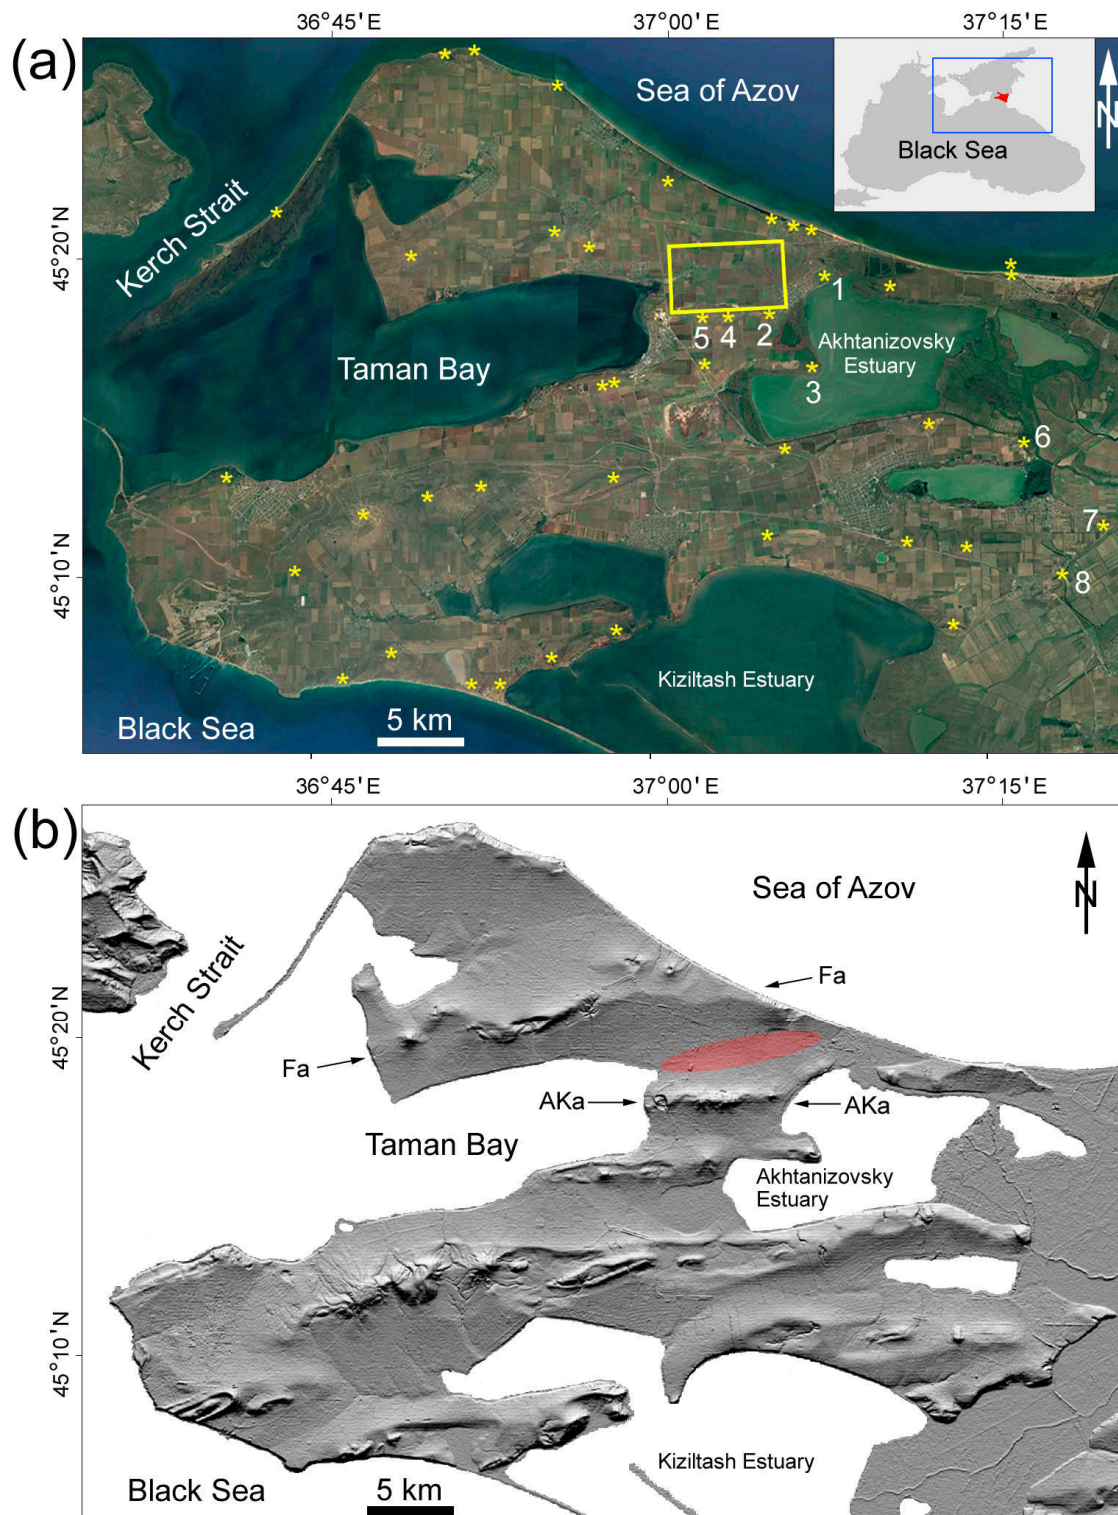 36°45'E 37°00'E 37°15'E
(a)
Sea of Azov
N
Black Sea
Kerch Strait
45°20'N
* * * * * * * * * * * * * * * * * * * * * * * * * * * * * * * * * * * * * * * *
1
5 4 2
Akhtanizovsky
Estuary
Taman Bay
3
6
7
45°10'N
8
Kiziltash Estuary
Black Sea
5 km
36°45'E 37°00'E 37°15'E
(b)
Sea of Azov
N
Kerch Strait
Fa
45°20'N
Fa
AKa
AKa
Taman Bay
Akhtanizovsky
Estuary
45°10'N
Kiziltash Estuary
Black Sea
5 km